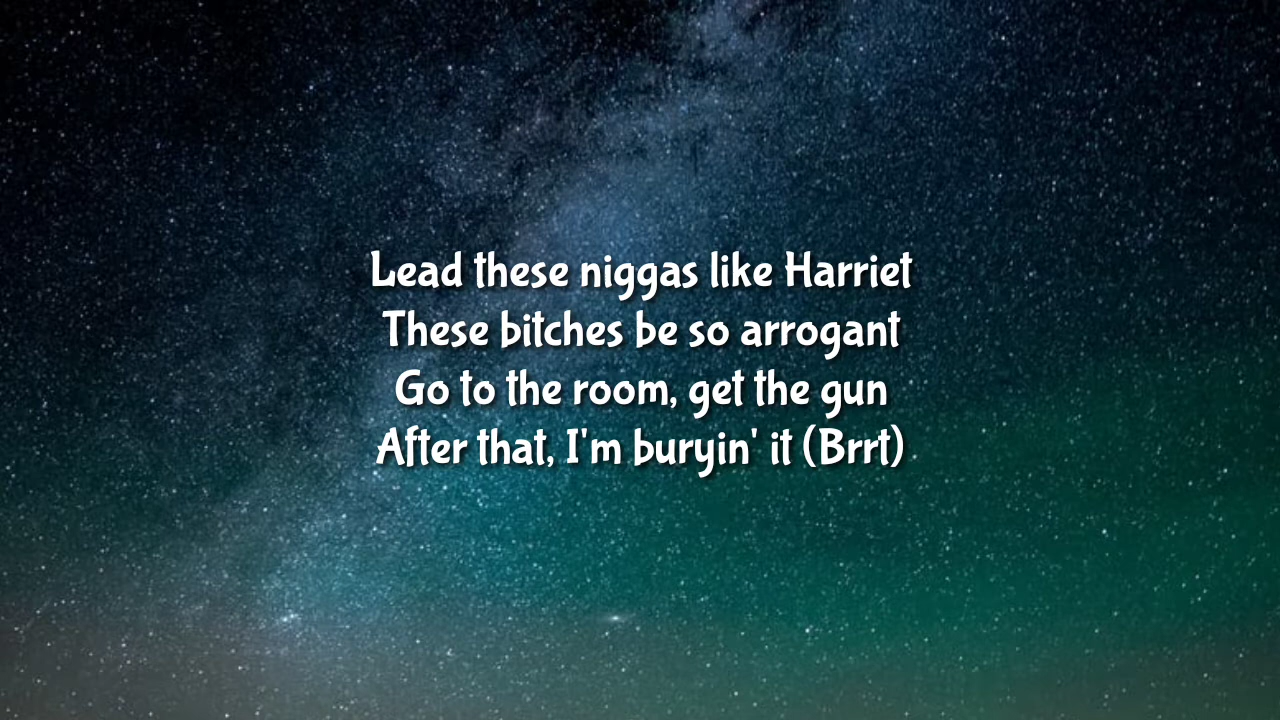 Lead these niggas like Harriet
These bitches be so arrogant
Go to the room, get the gun
After that, I'm buryin' it (Brrt)